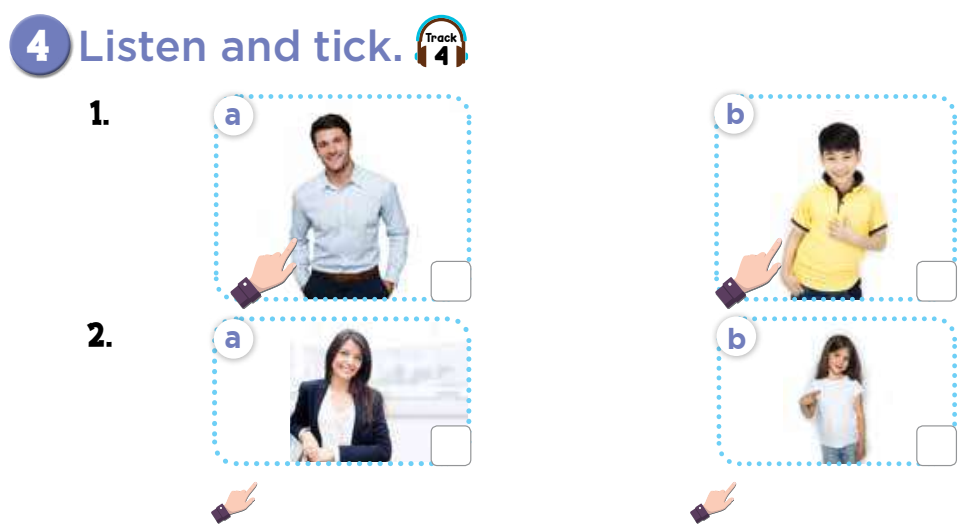 4 Listen and tick. Track 4
1. a b
2. a b